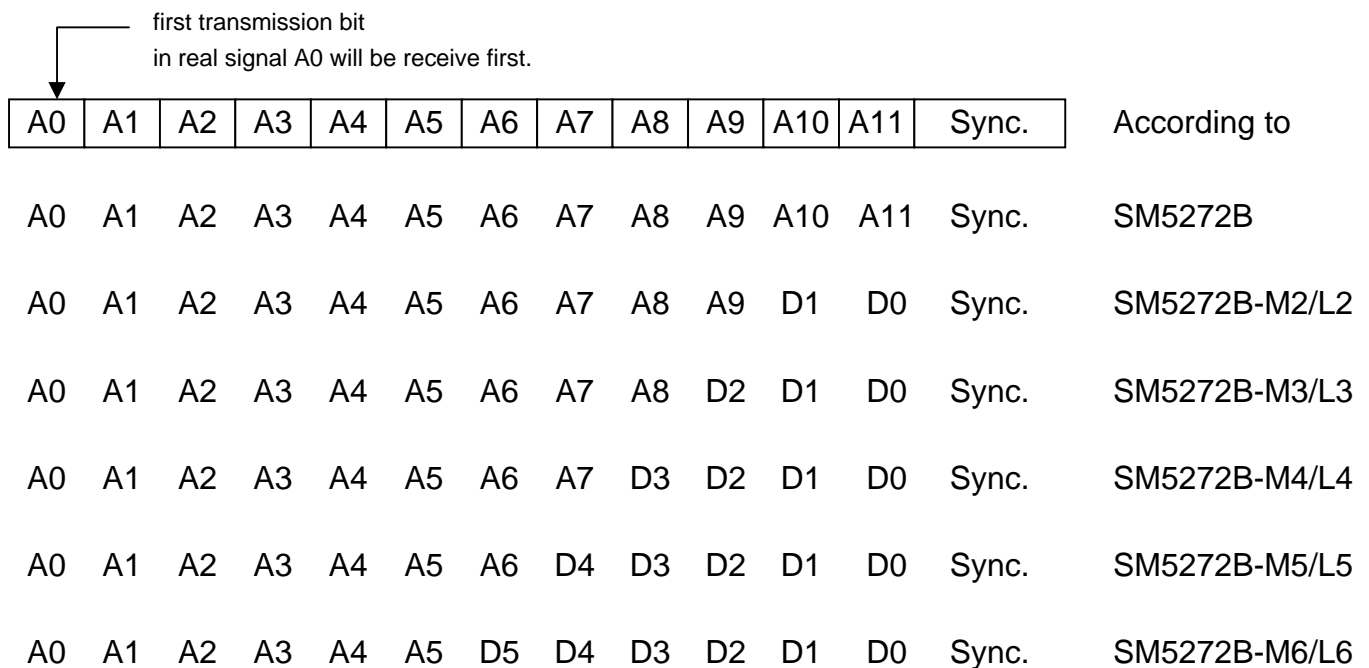 first transmission bit
in real signal A0 will be receive first.
A0 A1 A2 A3 A4 A5 A6 A7 A8 A9 A10 A11 Sync. According to
A0 A1 A2 A3 A4 A5 A6 A7 A8 A9 A10 A11 Sync. SM5272B
A0 A1 A2 A3 A4 A5 A6 A7 A8 A9 D1 D0 Sync. SM5272B-M2/L2
A0 A1 A2 A3 A4 A5 A6 A7 A8 D2 D1 D0 Sync. SM5272B-M3/L3
A0 A1 A2 A3 A4 A5 A6 A7 D3 D2 D1 D0 Sync. SM5272B-M4/L4
A0 A1 A2 A3 A4 A5 A6 D4 D3 D2 D1 D0 Sync. SM5272B-M5/L5
A0 A1 A2 A3 A4 A5 D5 D4 D3 D2 D1 D0 Sync. SM5272B-M6/L6